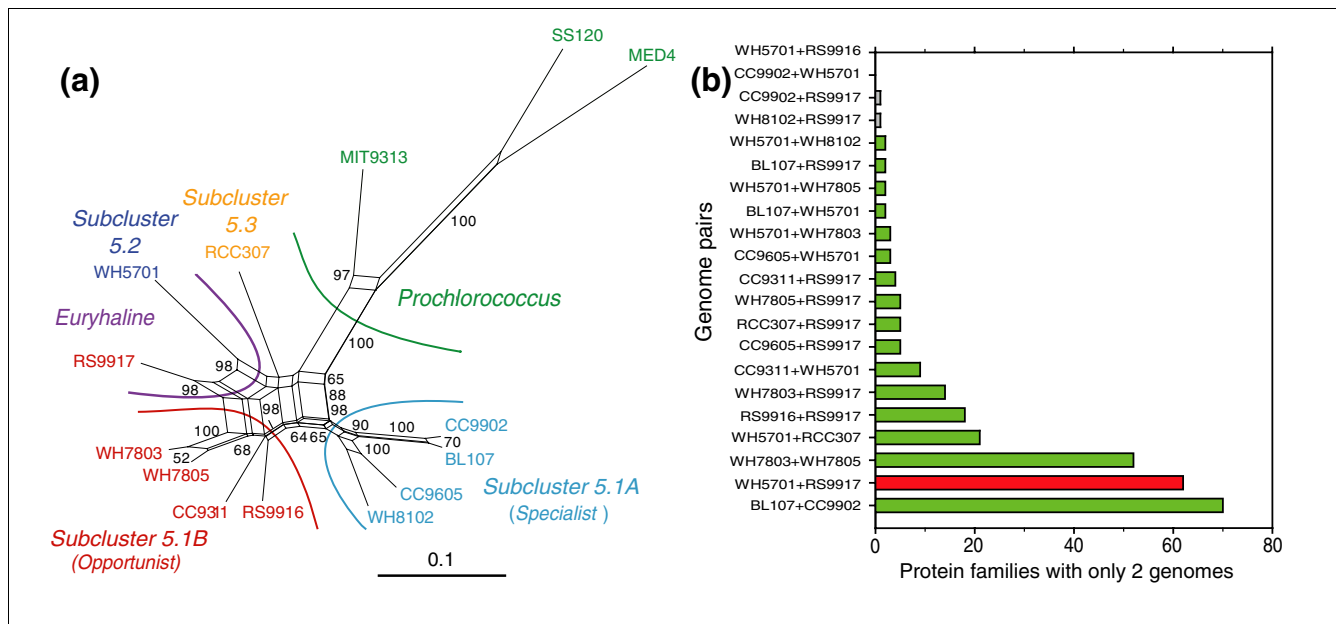 (a)
SS120
MED4
MIT9313
100
Subcluster
5.3
RCC307
Subcluster
5.2
WH5701
97
Prochlorococcus
Euryhaline
100
RS9917
98
98
65
88
98
98
CC9902
90
100
70
BL107
100
68
64
65
100
WH7803
52
WH7805
CC9605
Subcluster 5.1A
(Specialist )
CC9311
RS9916
WH8102
Subcluster 5.1B
(Opportunist)
0.1
(b)
Genome pairs
WH5701+RS9916
CC9902+WH5701
CC9902+RS9917
WH8102+RS9917
WH5701+WH8102
BL107+RS9917
WH5701+WH7805
BL107+WH5701
WH5701+WH7803
CC9605+WH5701
CC9311+RS9917
WH7805+RS9917
RCC307+RS9917
CC9605+RS9917
CC9311+WH5701
WH7803+RS9917
RS9916+RS9917
WH5701+RCC307
WH7803+WH7805
WH5701+RS9917
BL107+CC9902
0 20 40 60 80
Protein families with only 2 genomes